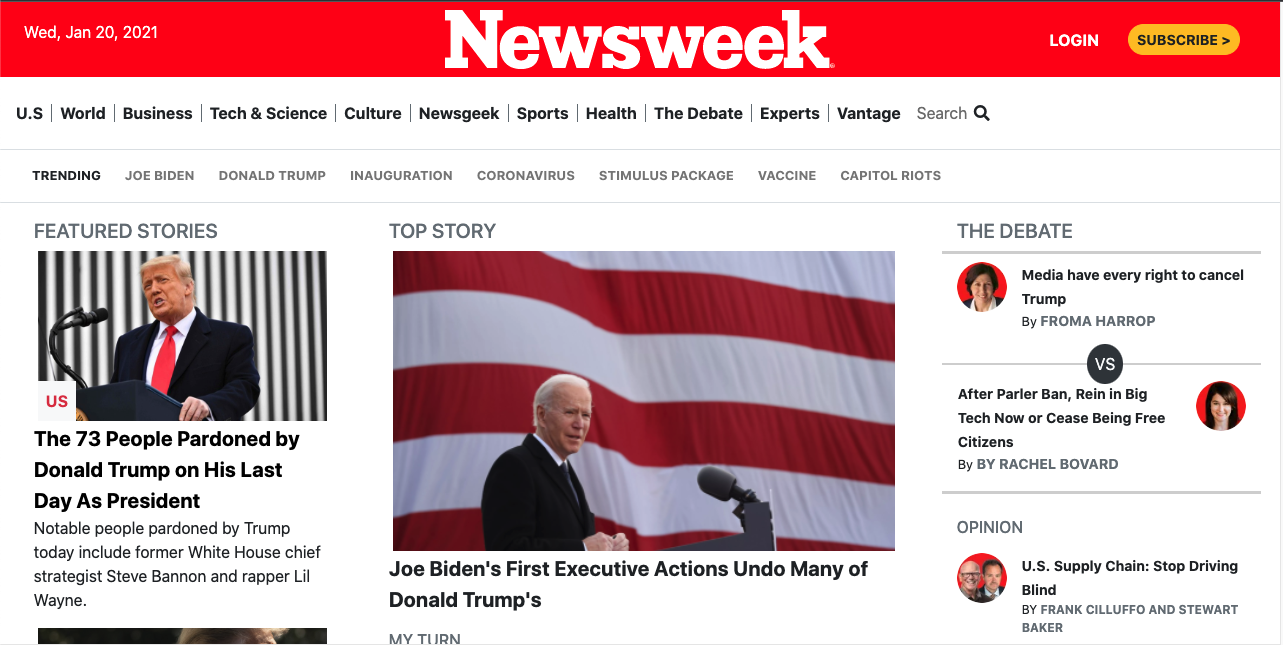 Wed, Jan 20, 2021
Newsweek
LOGIN
SUBSCRIBE >
U.S
World
Business
Tech & Science
Culture
Newsgeek
Sports
Health
The Debate
Experts
Vantage
Search
TRENDING
JOE BIDEN
DONALD TRUMP
INAUGURATION
CORONAVIRUS
STIMULUS PACKAGE
VACCINE
CAPITOL RIOTS
FEATURED STORIES
US
The 73 People Pardoned by
Donald Trump on His Last
Day As President
Notable people pardoned by Trump
today include former White House chief
strategist Steve Bannon and rapper Lil
Wayne.
TOP STORY
Joe Biden's First Executive Actions Undo Many of
Donald Trump's
MY TURN
THE DEBATE
Media have every right to cancel
Trump
By FROMA HARROP
VS
After Parler Ban, Rein in Big
Tech Now or Cease Being Free
Citizens
By BY RACHEL BOVARD
OPINION
U.S. Supply Chain: Stop Driving
Blind
BY FRANK CILLUFFO AND STEWART
BAKER